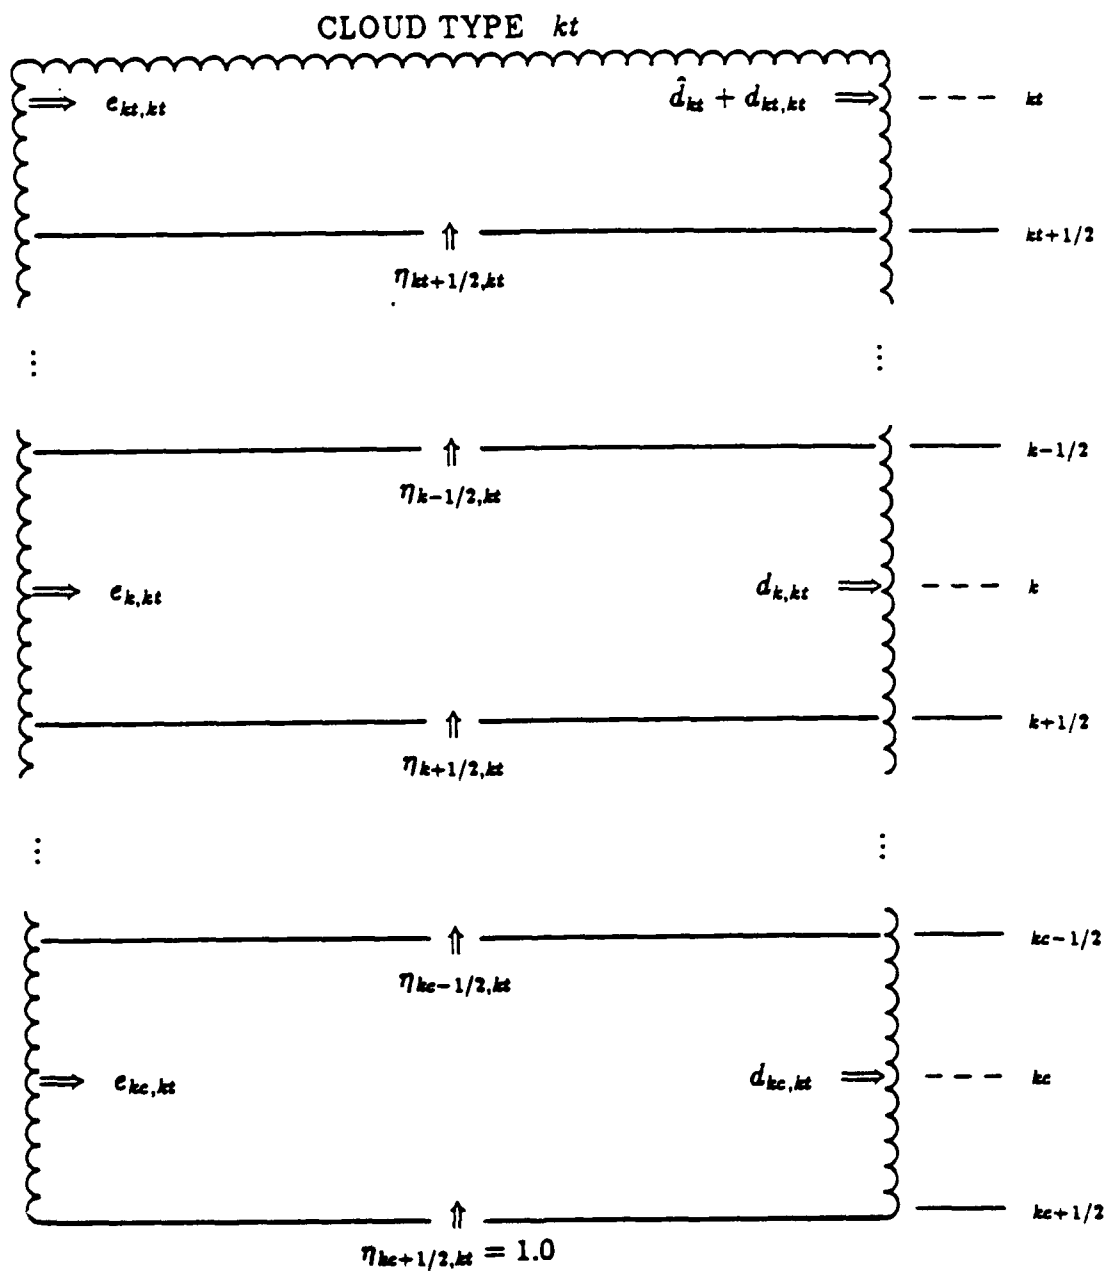 CLOUD TYPE kt
e_{kt,kt} ⇒ \hat{d}_{kt} + d_{kt,kt} ⇒ - - - kt
⇑ kt+1/2
η_{kt+1/2,kt}
⋮ ⋮
⇑ k−1/2
η_{k−1/2,kt}
⇒ e_{k,kt} d_{k,kt} ⇒ - - - k
⇑ k+1/2
η_{k+1/2,kt}
⋮ ⋮
⇑ kc−1/2
η_{kc−1/2,kt}
⇒ e_{kc,kt} d_{kc,kt} ⇒ - - - kc
⇑ kc+1/2
η_{kc+1/2,kt} = 1.0